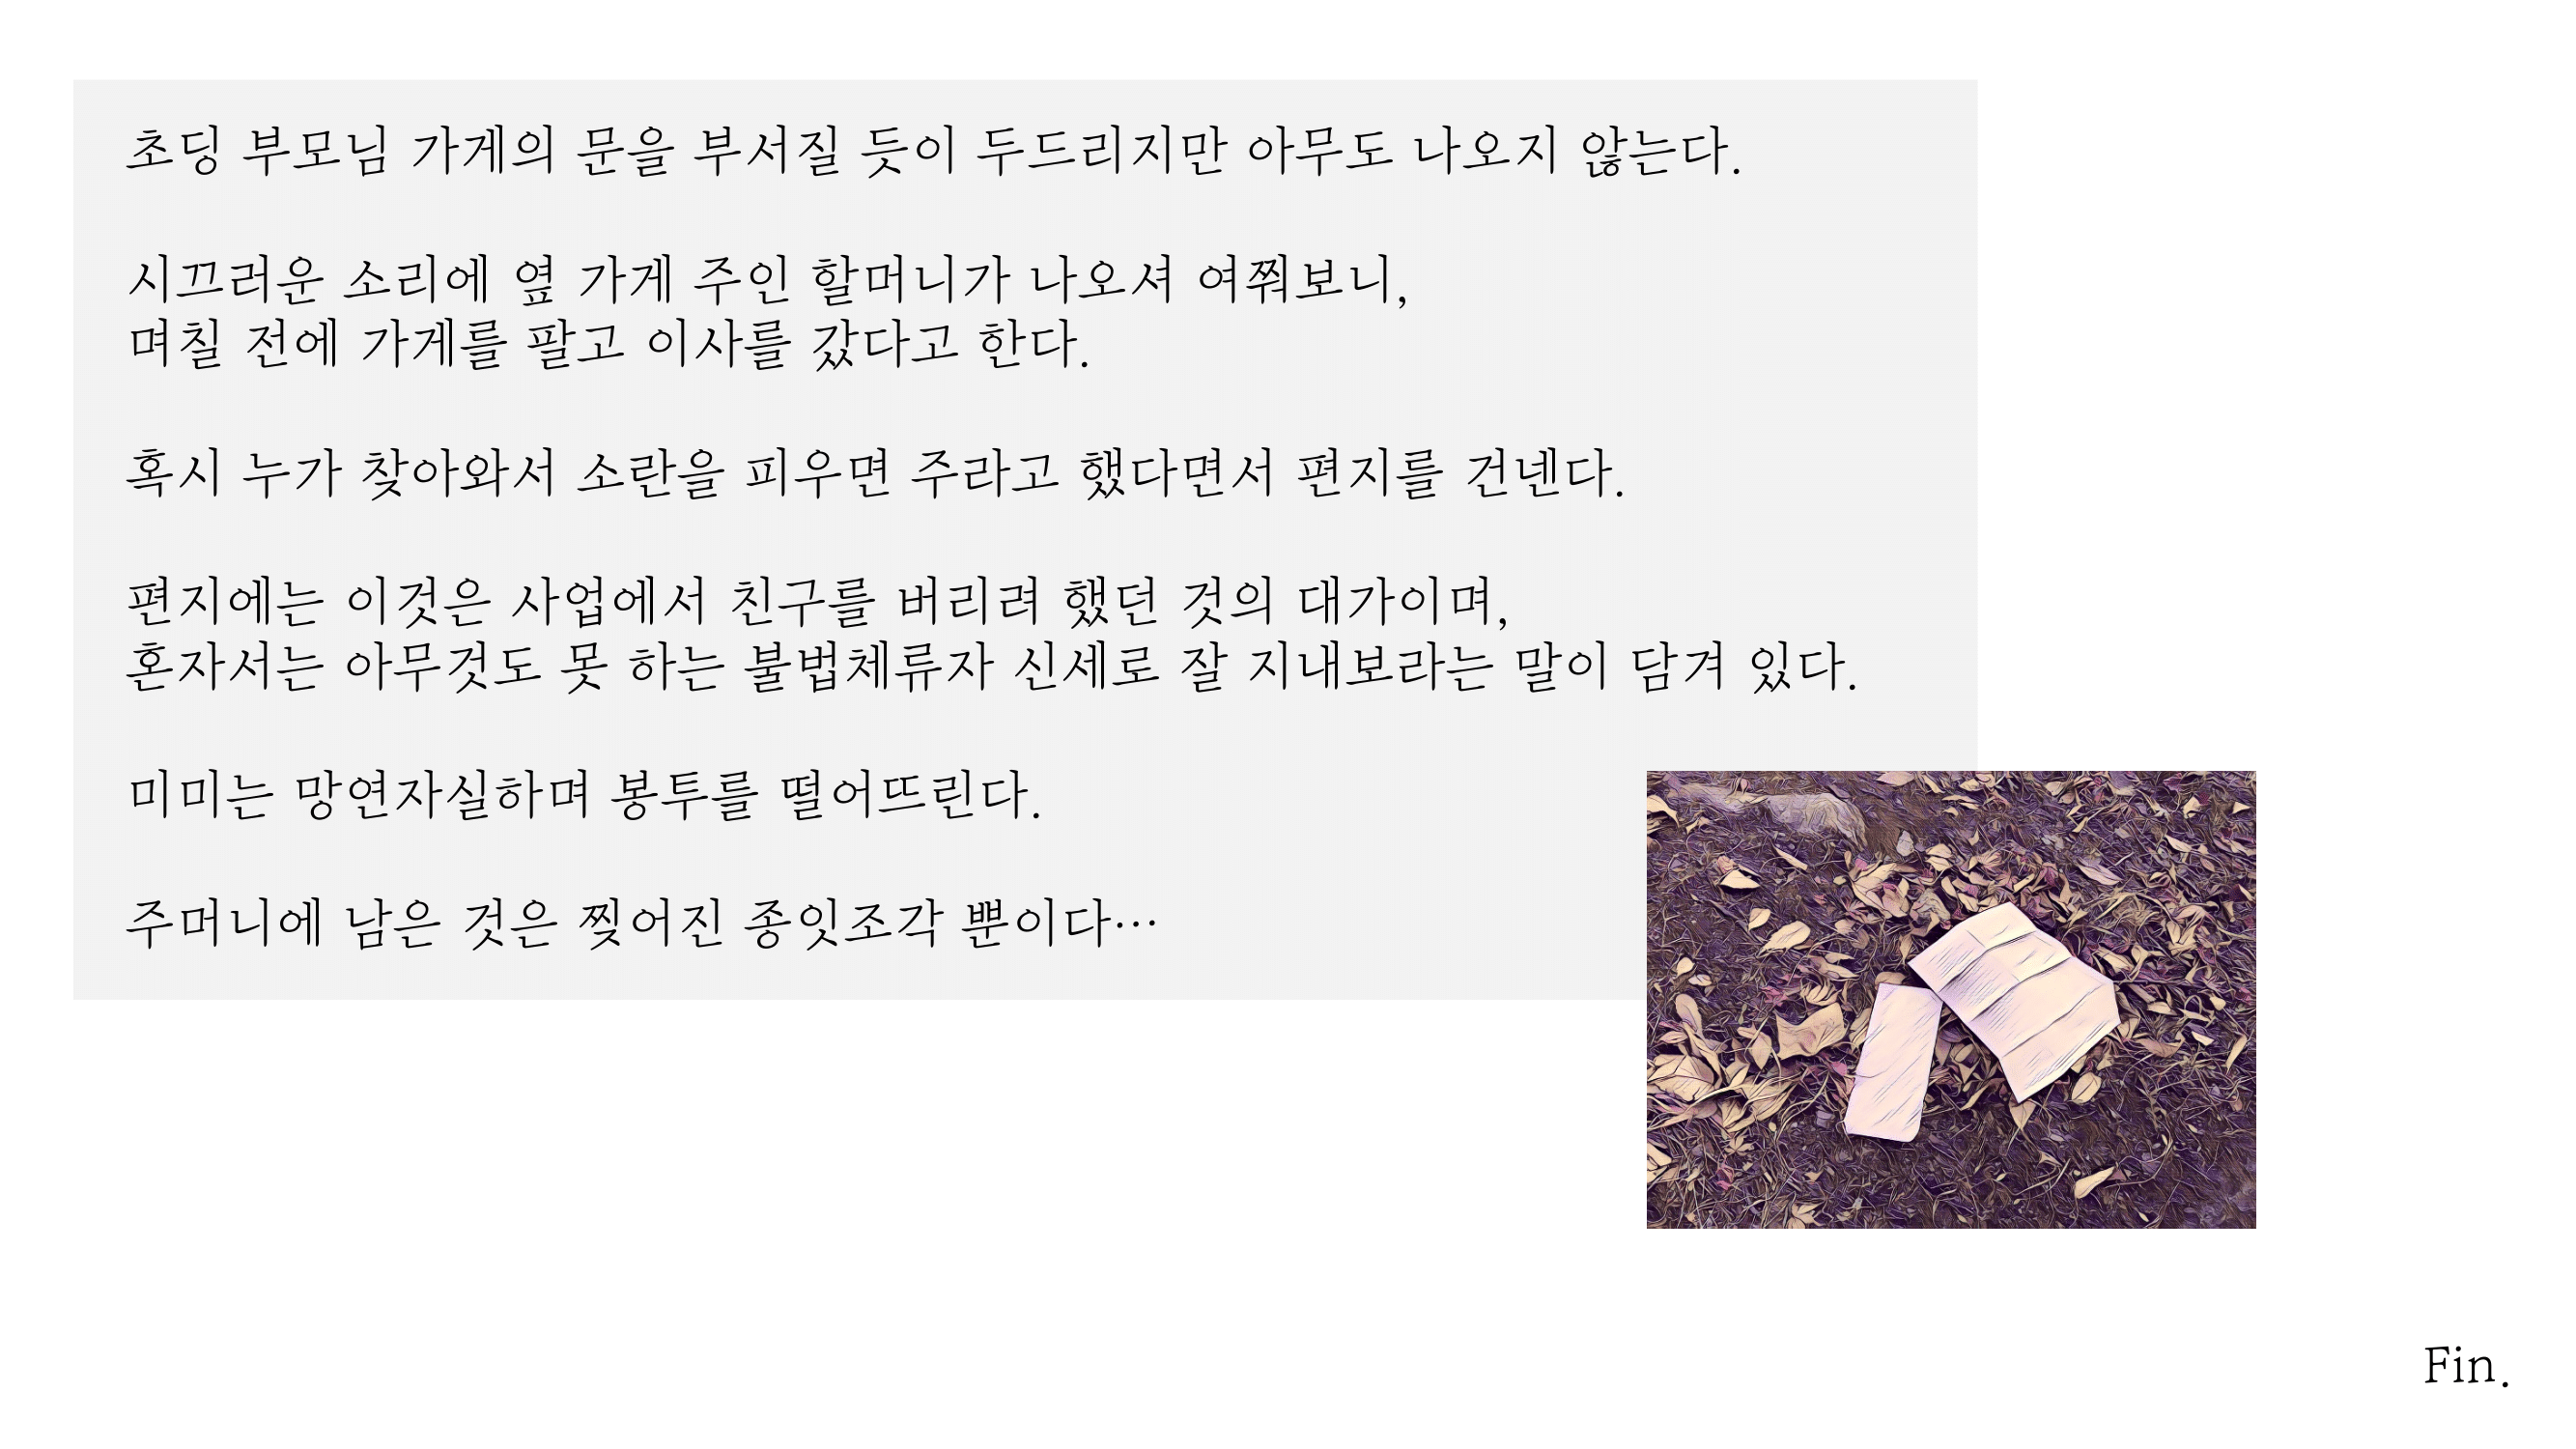 초딩 부모님 가게의 문을 부서질 듯이 두드리지만 아무도 나오지 않는다.
시끄러운 소리에 옆 가게 주인 할머니가 나오셔 여쭤보니,
며칠 전에 가게를 팔고 이사를 갔다고 한다.
혹시 누가 찾아와서 소란을 피우면 주라고 했다면서 편지를 건넨다.
편지에는 이것은 사업에서 친구를 버리려 했던 것의 대가이며,
혼자서는 아무것도 못 하는 불법체류자 신세로 잘 지내보라는 말이 담겨 있다.
미미는 망연자실하며 봉투를 떨어뜨린다.
주머니에 남은 것은 찢어진 종잇조각 뿐이다…
Fin.